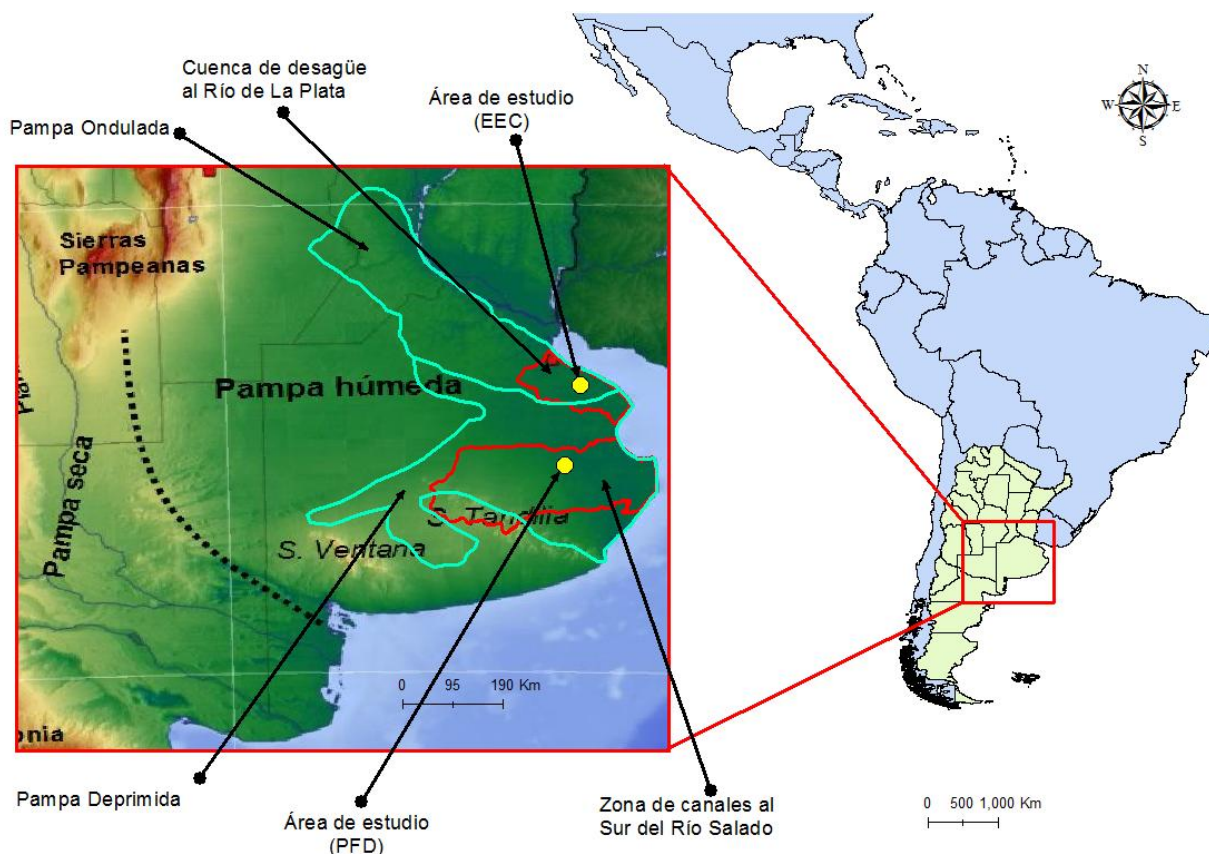 Cuenca de desagüe
al Río de La Plata
Área de estudio
(EEC)
Pampa Ondulada
N
W E
S
Sierras
Pampeanas
Pampa húmeda
Pampa seca
S. Tandilia
S. Ventana
0 95 190 Km
onia
Pampa Deprimida
Área de estudio
(PFD)
Zona de canales al
Sur del Río Salado
0 500 1,000 Km